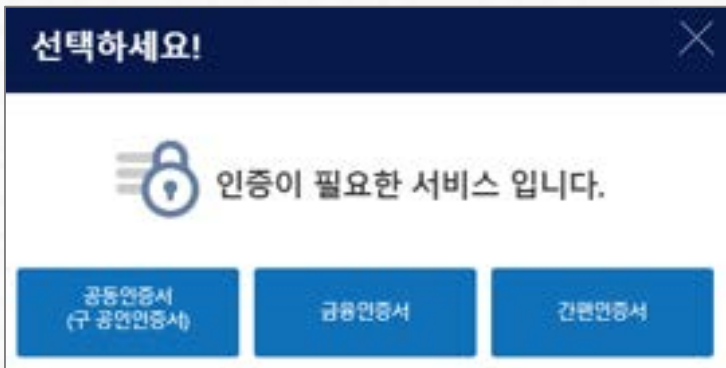 선택하세요!
인증이 필요한 서비스 입니다.
공동인증서
(구 공인인증서)
금융인증서
간편인증서